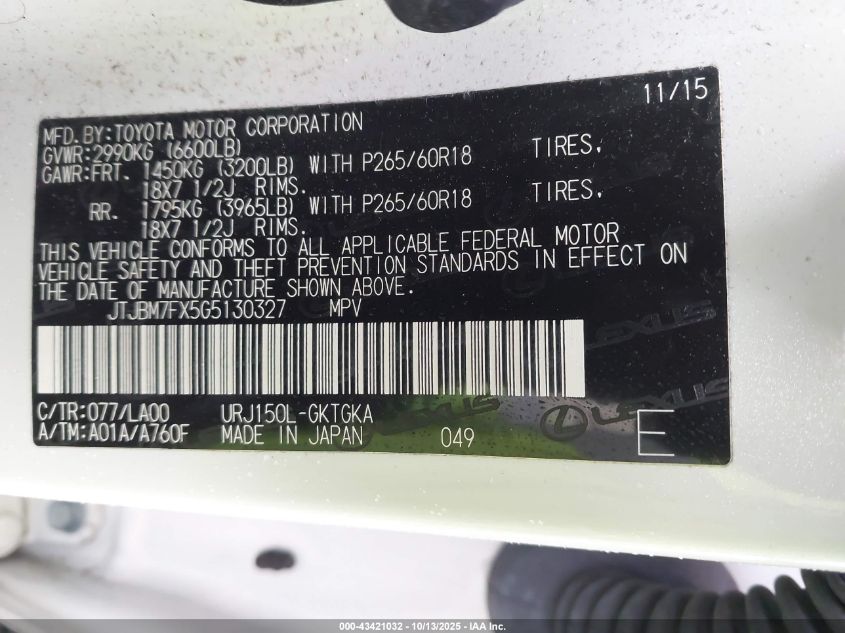 11/15
MFD.BY:TOYOTA MOTOR CORPORATION
GVWR:2990KG (6600LB)
GAWR:FRT. 1450KG (3200LB) WITH P265/60R18 TIRES,
18X7 1/2J RIMS.
RR. 1795KG (3965LB) WITH P265/60R18 TIRES,
18X7 1/2J RIMS.
THIS VEHICLE CONFORMS TO ALL APPLICABLE FEDERAL MOTOR
VEHICLE SAFETY AND THEFT PREVENTION STANDARDS IN EFFECT ON
THE DATE OF MANUFACTURE SHOWN ABOVE.
JTJBM7FX5G5130327 MPV
LEXUS
LEXUS
C/TR:077/LA00 URJ150L-GKTGKA
A/TM:A01A/A760F MADE IN JAPAN 049 E
000-43421032 - 10/13/2025 - IAA Inc.